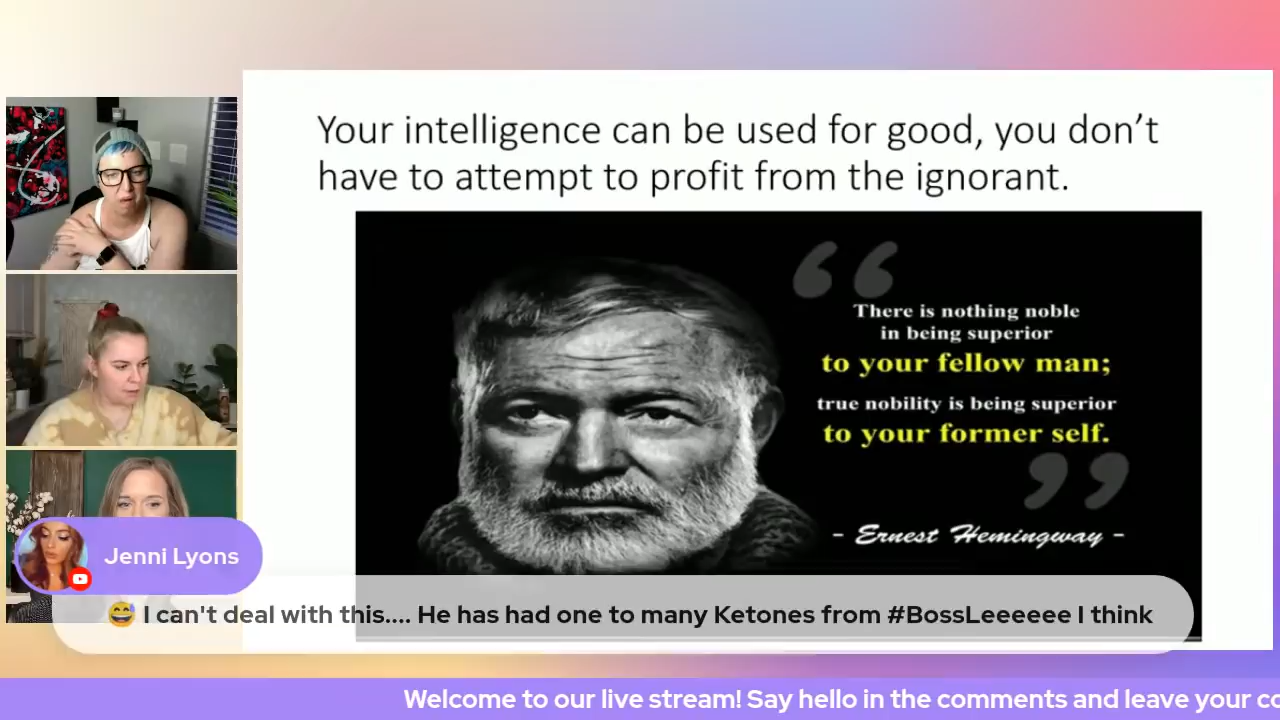 Your intelligence can be used for good, you don’t
have to attempt to profit from the ignorant.
“
There is nothing noble
in being superior
to your fellow man;
true nobility is being superior
to your former self.
”
- Ernest Hemingway -
Jenni Lyons
😅 I can't deal with this.... He has had one to many Ketones from #BossLeeeeee I think
Welcome to our live stream! Say hello in the comments and leave your co